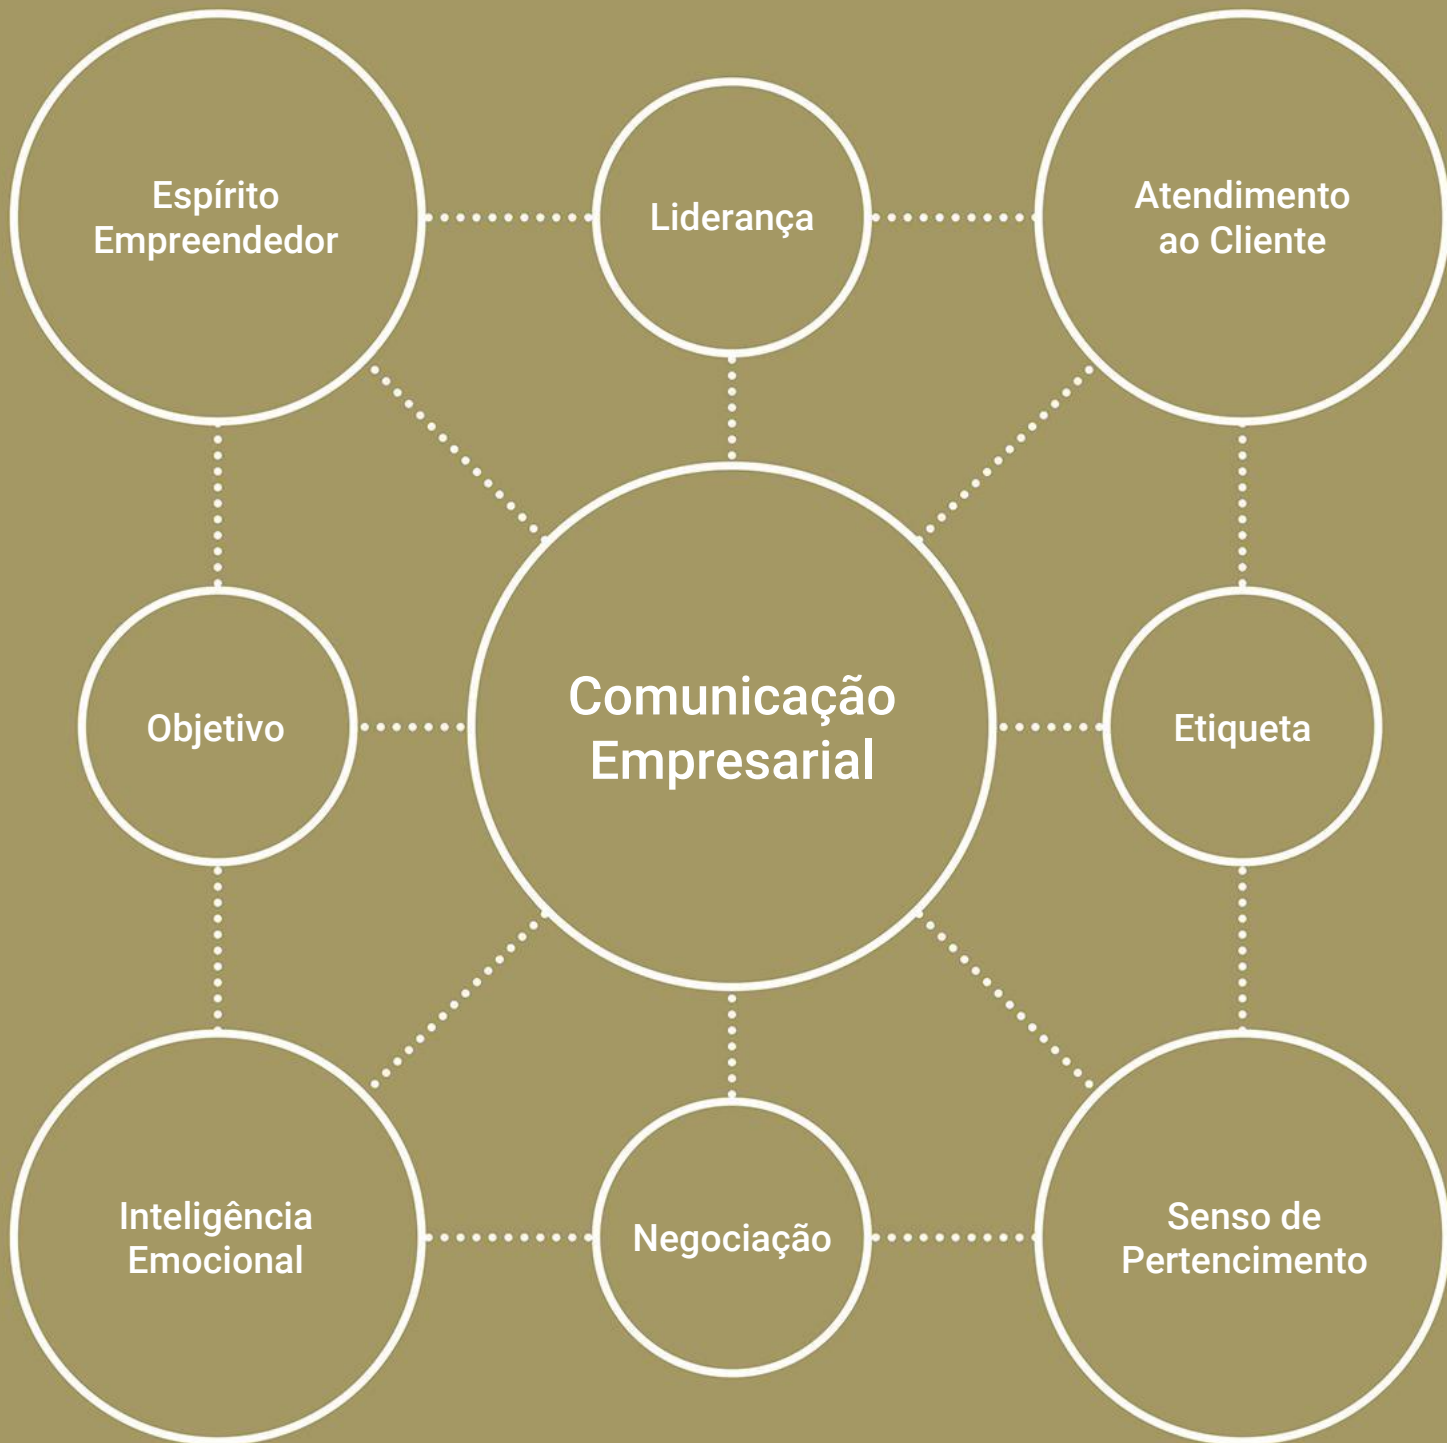 Espírito
Empreendedor
Liderança
Atendimento
ao Cliente
Objetivo
Comunicação
Empresarial
Etiqueta
Inteligência
Emocional
Negociação
Senso de
Pertencimento